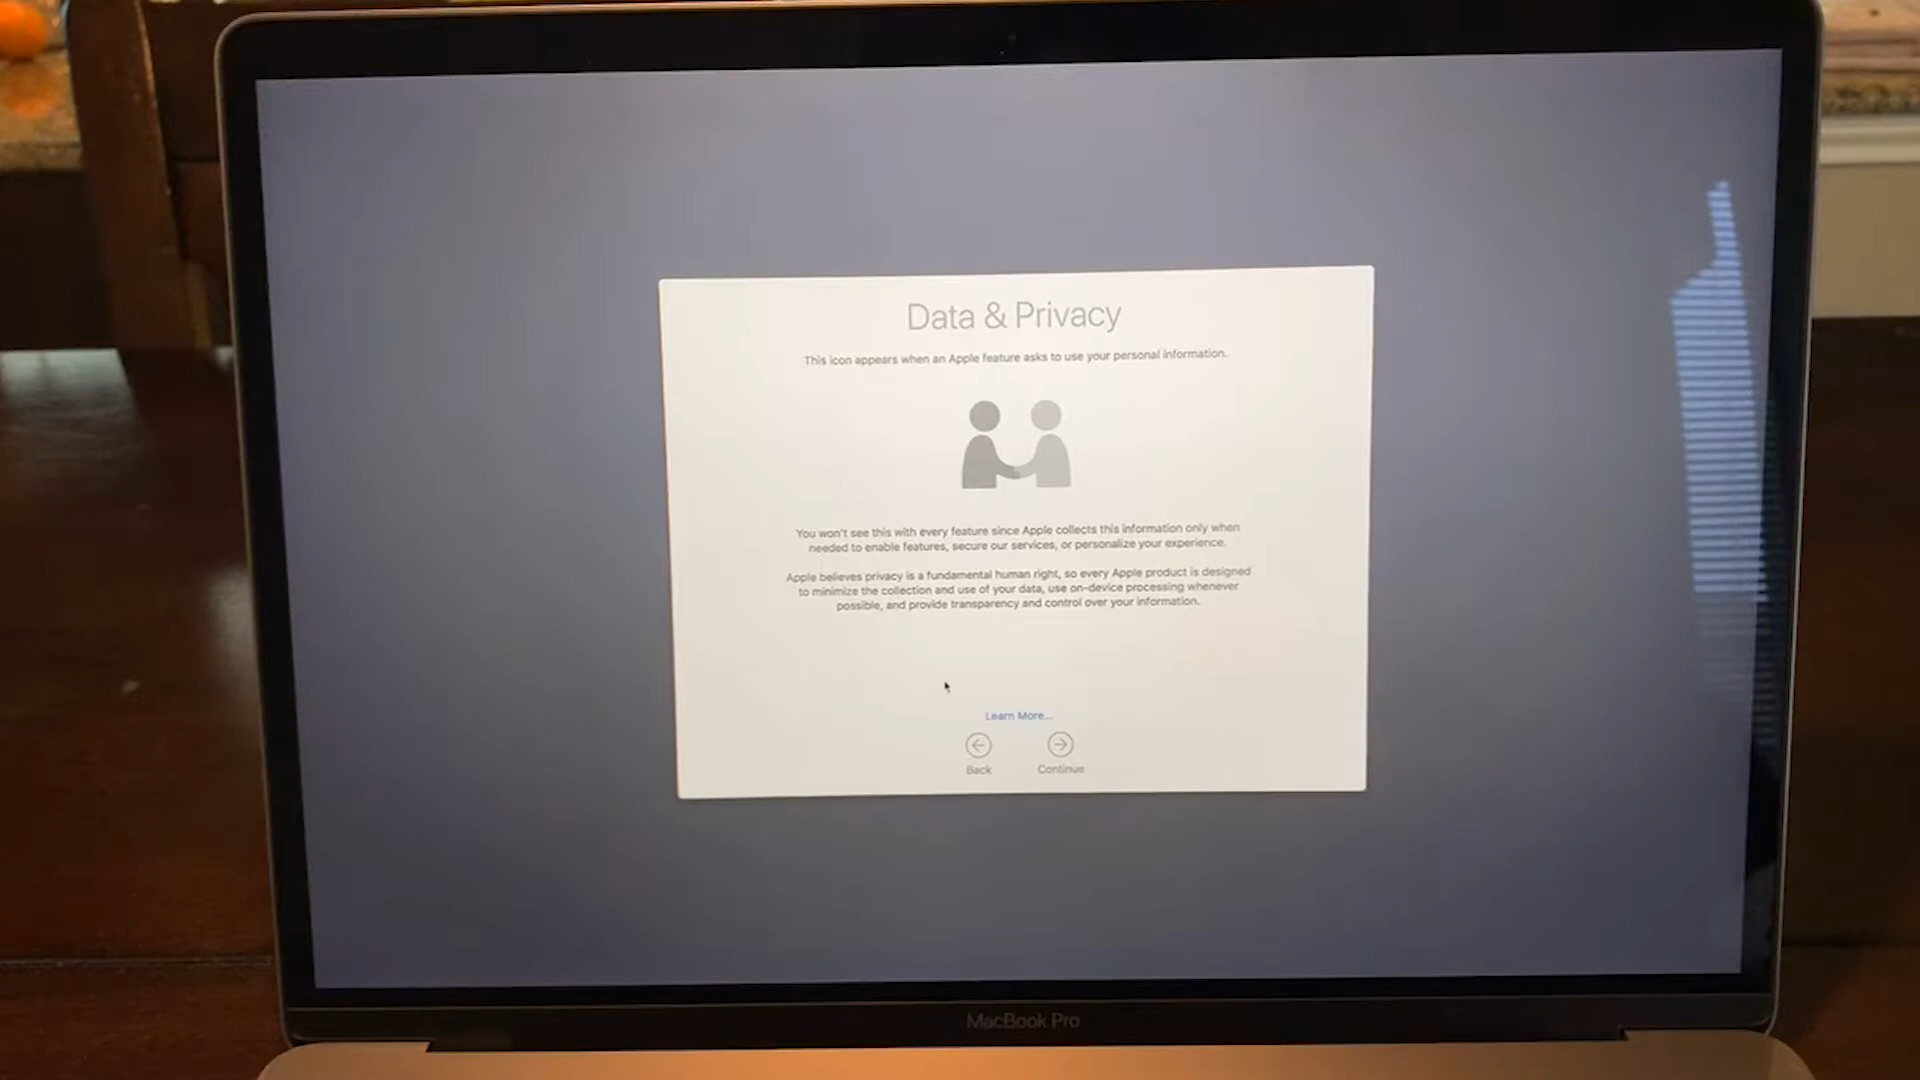 Data & Privacy
This icon appears when an Apple feature asks to use your personal information.
You won't see this with every feature since Apple collects this information only when
needed to enable features, secure our services, or personalize your experience.
Apple believes privacy is a fundamental human right, so every Apple product is designed
to minimize the collection and use of your data, use on-device processing whenever
possible, and provide transparency and control over your information.
Learn More...
Back
Continue
MacBook Pro